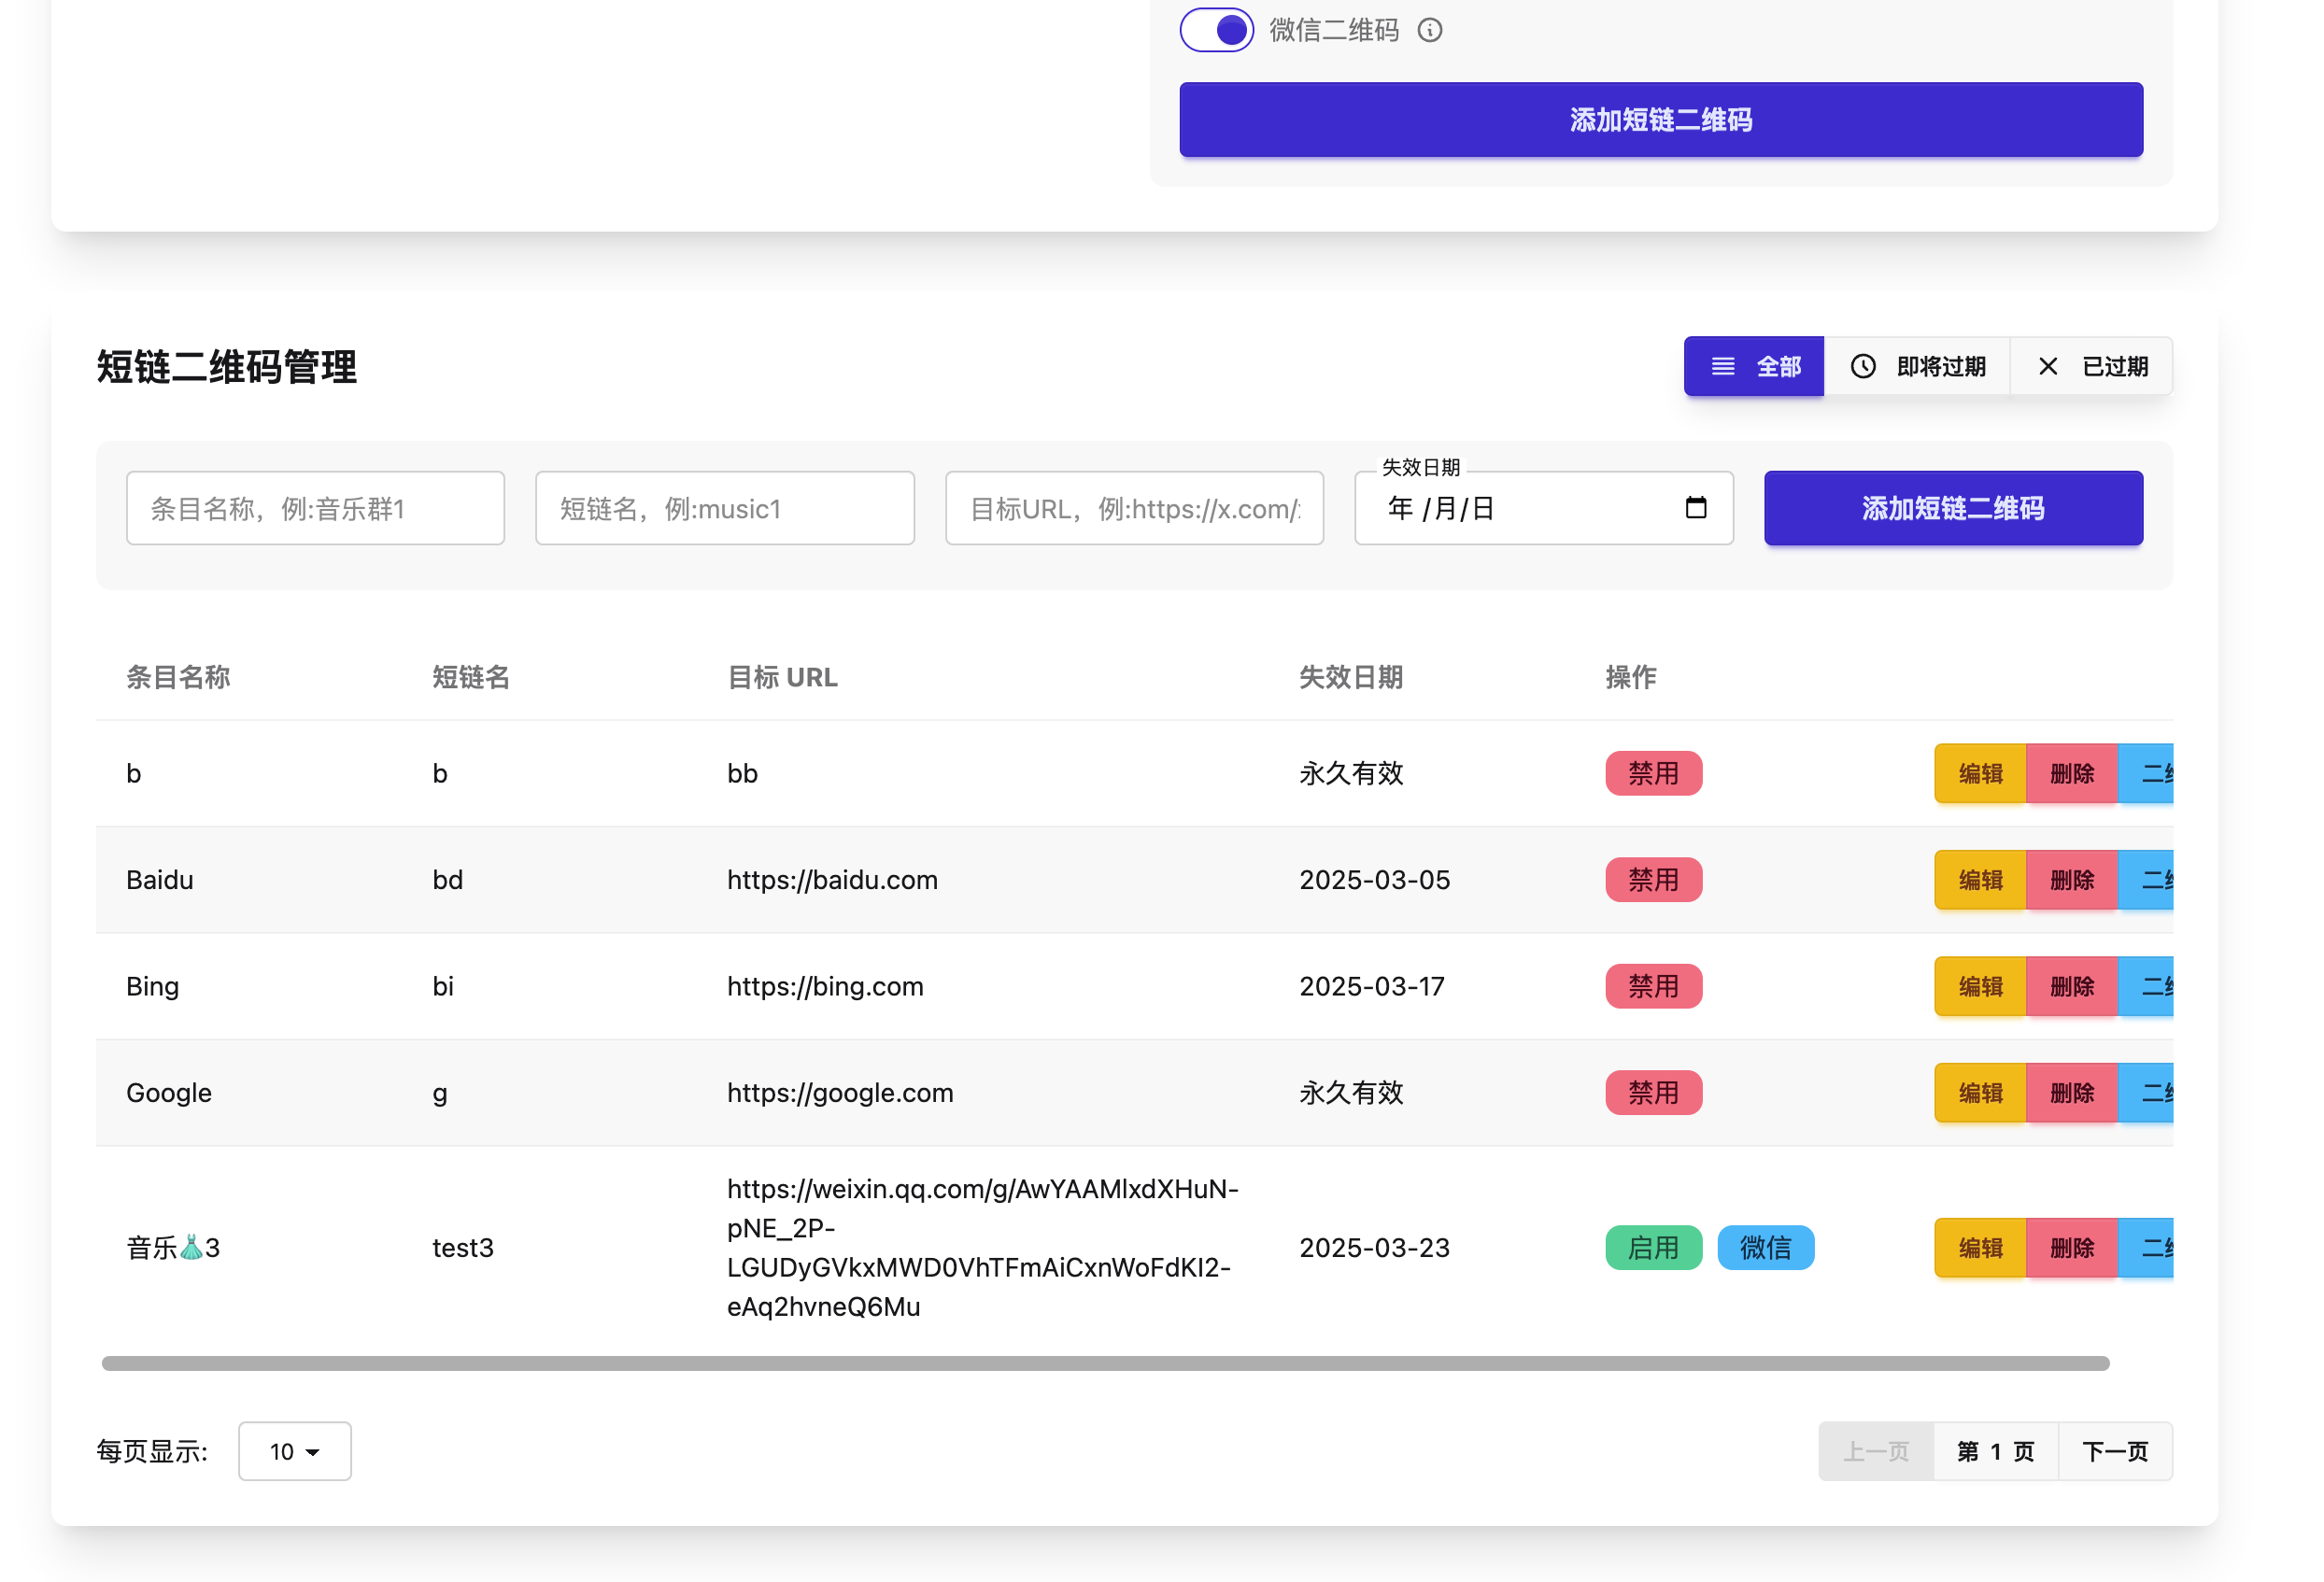 微信二维码
添加短链二维码
短链二维码管理
全部
即将过期
已过期
失效日期
条目名称，例:音乐群1
短链名，例:music1
目标URL，例:https://x.com/
年 /月/日
添加短链二维码
条目名称 短链名 目标 URL 失效日期 操作
b b bb 永久有效 禁用 编辑 删除 二
Baidu bd https://baidu.com 2025-03-05 禁用 编辑 删除 二
Bing bi https://bing.com 2025-03-17 禁用 编辑 删除 二
Google g https://google.com 永久有效 禁用 编辑 删除 二
音乐👗3 test3 https://weixin.qq.com/g/AwYAAMlxdXHuN-
pNE_2P-
LGUDyGVkxMWD0VhTFmAiCxnWoFdKI2-
eAq2hvneQ6Mu
2025-03-23 启用 微信 编辑 删除 二
每页显示: 10
上一页 第 1 页 下一页